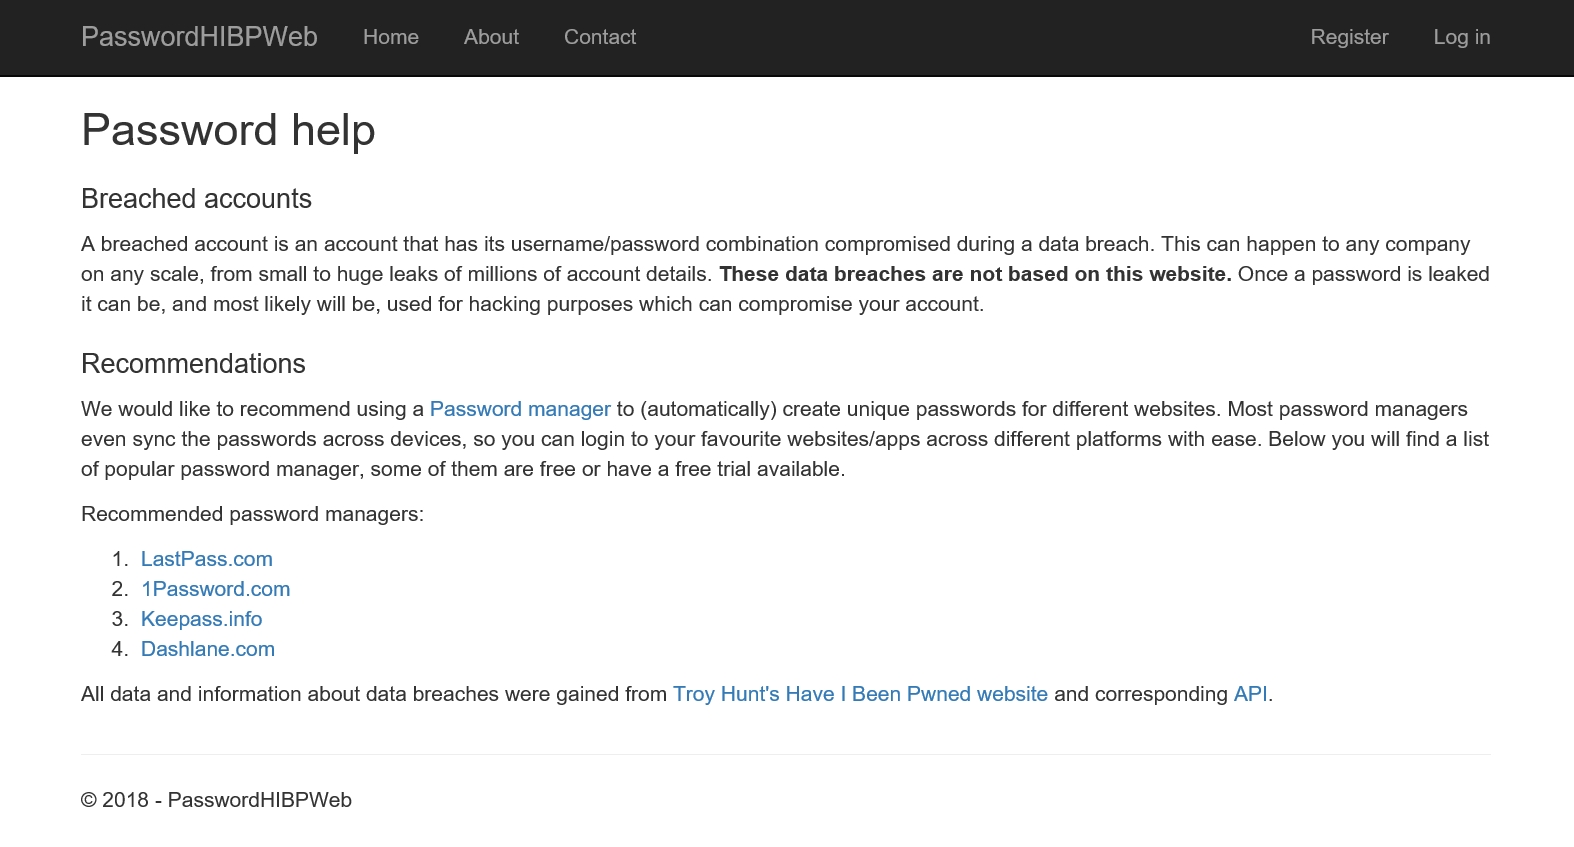 PasswordHIBPWeb Home About Contact Register Log in
Password help
Breached accounts
A breached account is an account that has its username/password combination compromised during a data breach. This can happen to any company
on any scale, from small to huge leaks of millions of account details. These data breaches are not based on this website. Once a password is leaked
it can be, and most likely will be, used for hacking purposes which can compromise your account.
Recommendations
We would like to recommend using a Password manager to (automatically) create unique passwords for different websites. Most password managers
even sync the passwords across devices, so you can login to your favourite websites/apps across different platforms with ease. Below you will find a list
of popular password manager, some of them are free or have a free trial available.
Recommended password managers:
1. LastPass.com
2. 1Password.com
3. Keepass.info
4. Dashlane.com
All data and information about data breaches were gained from Troy Hunt's Have I Been Pwned website and corresponding API.
© 2018 - PasswordHIBPWeb